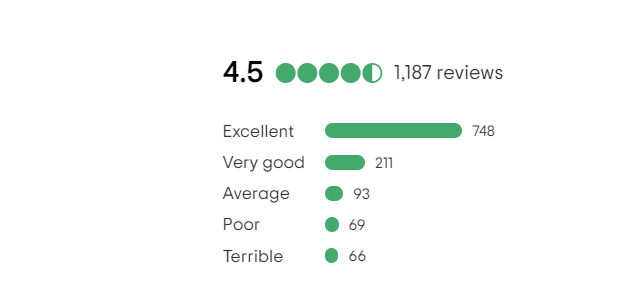 4.5 1,187 reviews
Excellent 748
Very good 211
Average 93
Poor 69
Terrible 66